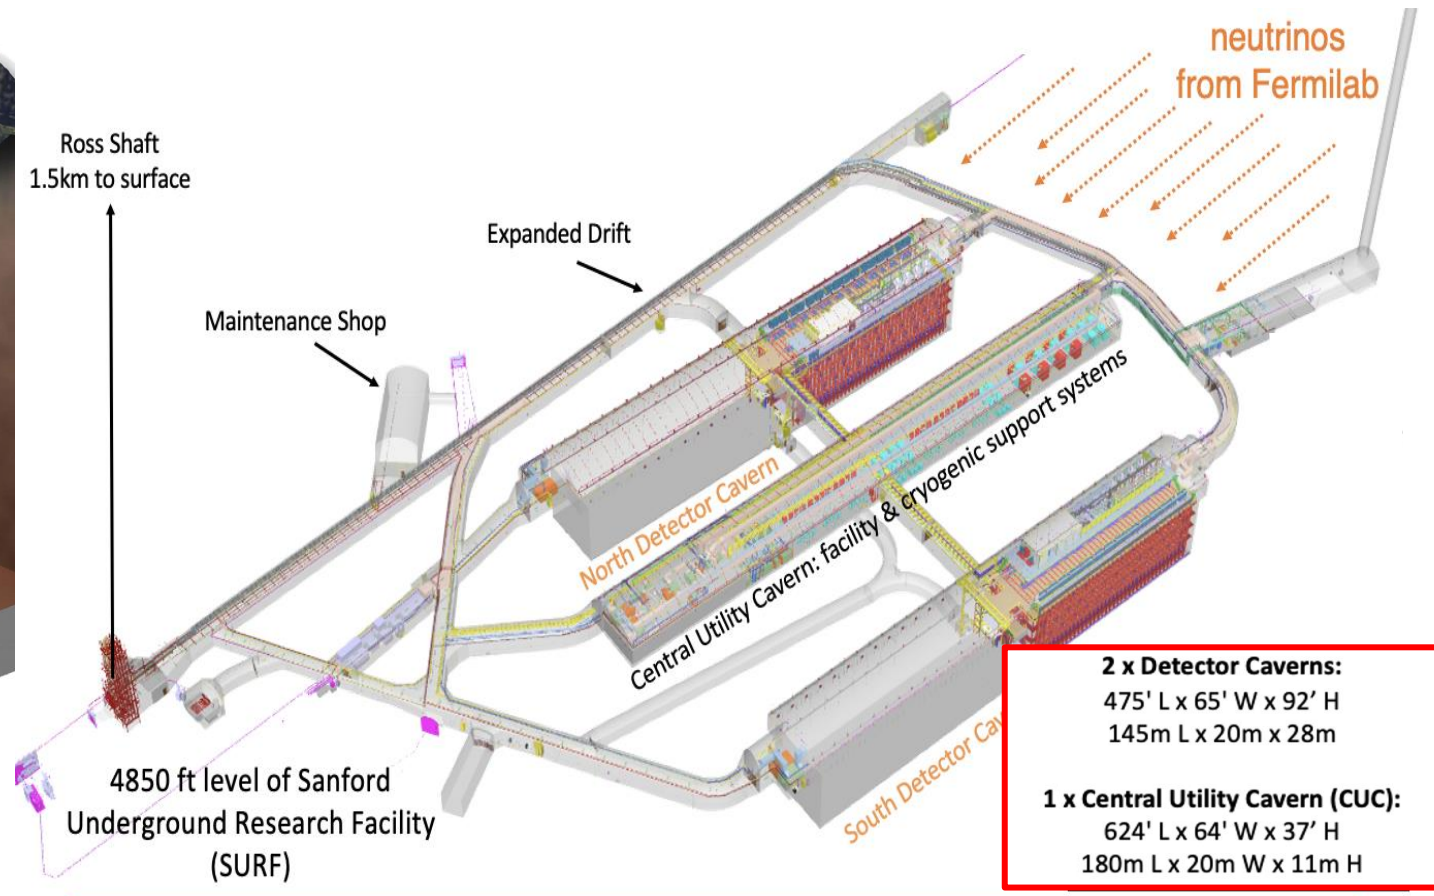 neutrinos
from Fermilab
Ross Shaft
1.5km to surface
Expanded Drift
Maintenance Shop
North Detector Cavern
Central Utility Cavern: facility & cryogenic support systems
South Detector
4850 ft level of Sanford
Underground Research Facility
(SURF)
2 x Detector Caverns:
475' L x 65' W x 92’ H
145m L x 20m x 28m
1 x Central Utility Cavern (CUC):
624' L x 64' W x 37’ H
180m L x 20m W x 11m H